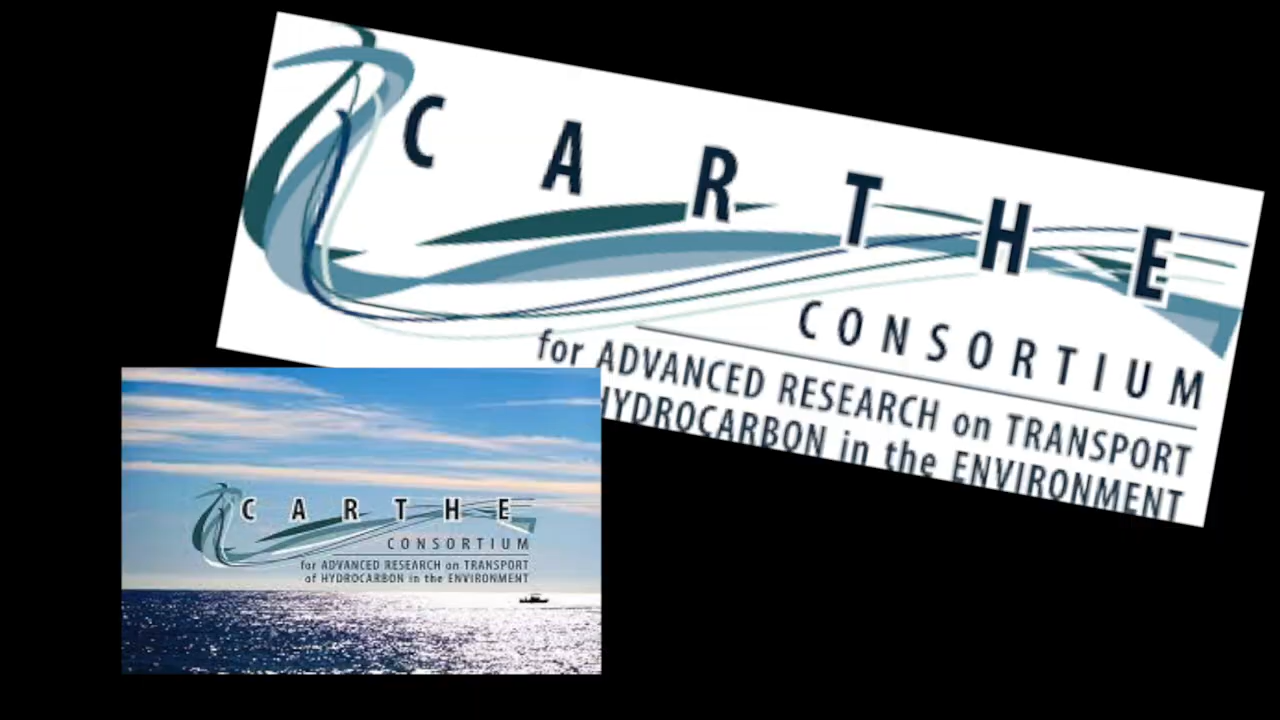 CARTHE
CONSORTIUM
for ADVANCED RESEARCH on TRANSPORT
HYDROCARBON in the ENVIRONMENT
CARTHE
CONSORTIUM
for ADVANCED RESEARCH on TRANSPORT
of HYDROCARBON in the ENVIRONMENT